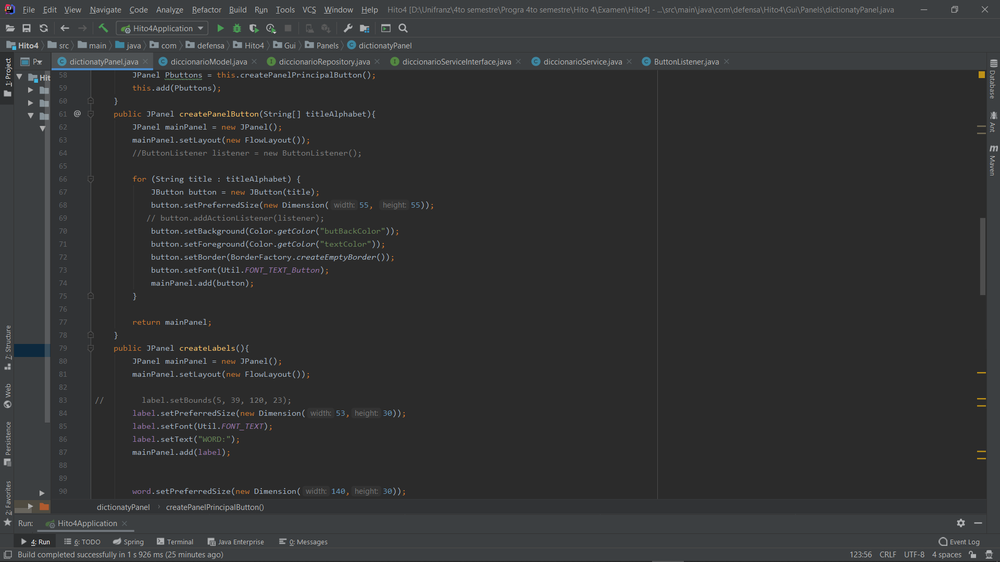 File Edit View Navigate Code Analyze Refactor Build Run Tools VCS Window Help Hito4 [D:\Unifranz\4to semestre\Progra 4to semestre\Hito 4\Examen\Hito4] - ...\src\main\java\com\defensa\Hito4\Gui\Panels\dictionatyPanel.java
Hito4Application
Hito4 src main java com defensa Hito4 Gui Panels dictionatyPanel
1: Project
P...
dictionatyPanel.java diccionarioModel.java diccionarioRepository.java diccionarioServiceInterface.java diccionarioService.java ButtonListener.java
Hit
58 JPanel Pbuttons = this.createPanelPrincipalButton();
59 this.add(Pbuttons);
60 }
61 @ public JPanel createPanelButton(String[] titleAlphabet){
62 JPanel mainPanel = new JPanel();
63 mainPanel.setLayout(new FlowLayout());
64 //ButtonListener listener = new ButtonListener();
65
66 for (String title : titleAlphabet) {
67 JButton button = new JButton(title);
68 button.setPreferredSize(new Dimension( width: 55, height: 55));
69 // button.addActionListener(listener);
70 button.setBackground(Color.getColor("butBackColor"));
71 button.setForeground(Color.getColor("textColor"));
72 button.setBorder(BorderFactory.createEmptyBorder());
73 button.setFont(Util.FONT_TEXT_Button);
74 mainPanel.add(button);
75 }
76
77 return mainPanel;
78 }
79 public JPanel createLabels(){
80 JPanel mainPanel = new JPanel();
81 mainPanel.setLayout(new FlowLayout());
82
83 // label.setBounds(5, 39, 120, 23);
84 label.setPreferredSize(new Dimension( width: 53, height: 30));
85 label.setFont(Util.FONT_TEXT);
86 label.setText("WORD:");
87 mainPanel.add(label);
88
89
90 word.setPreferredSize(new Dimension( width: 140, height: 30));
7: Structure
Web
Persistence
2: Favorites
Database
Ant
m Maven
dictionatyPanel createPanelPrincipalButton()
Run: Hito4Application
4: Run 6: TODO Spring Terminal Java Enterprise 0: Messages Event Log
Build completed successfully in 1 s 926 ms (25 minutes ago) 123:56 CRLF UTF-8 4 spaces